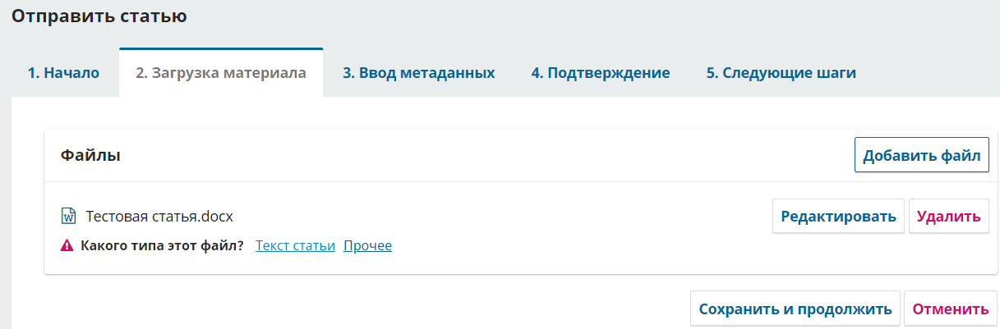 Отправить статью
1. Начало 2. Загрузка материала 3. Ввод метаданных 4. Подтверждение 5. Следующие шаги
Файлы Добавить файл
Тестовая статья.docx Редактировать Удалить
Какого типа этот файл? Текст статьи Прочее
Сохранить и продолжить Отменить